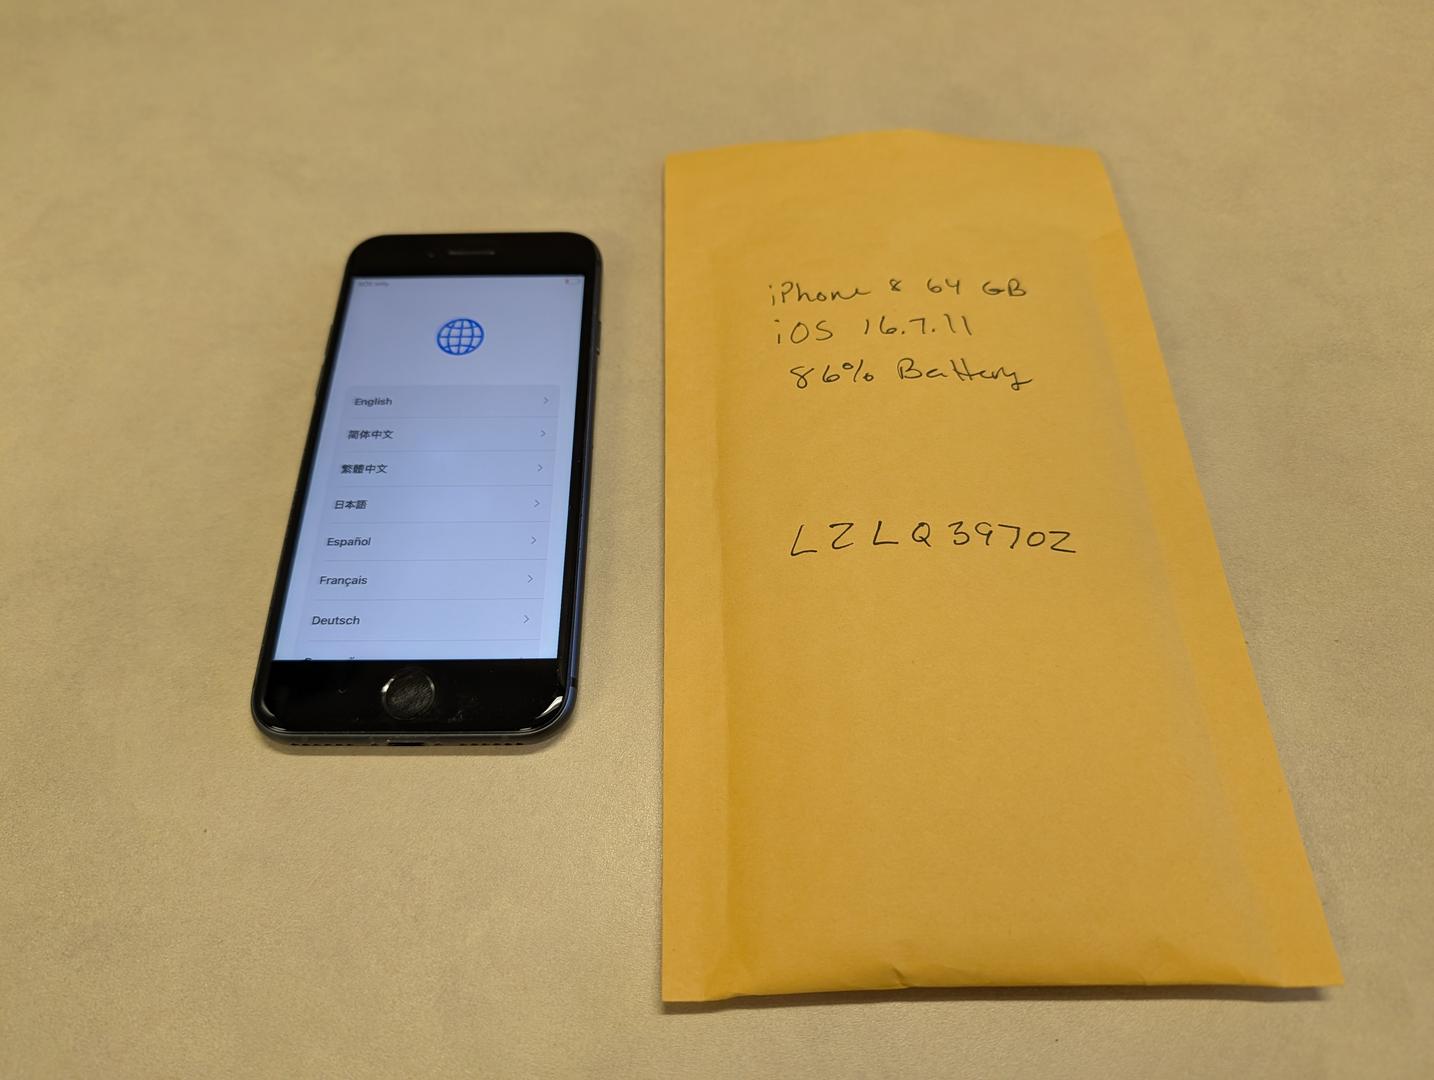 English
简体中文
繁體中文
日本語
Español
Français
Deutsch
iPhone 8 64 GB
iOS 16.7.11
86% Battery
LZLQ39702